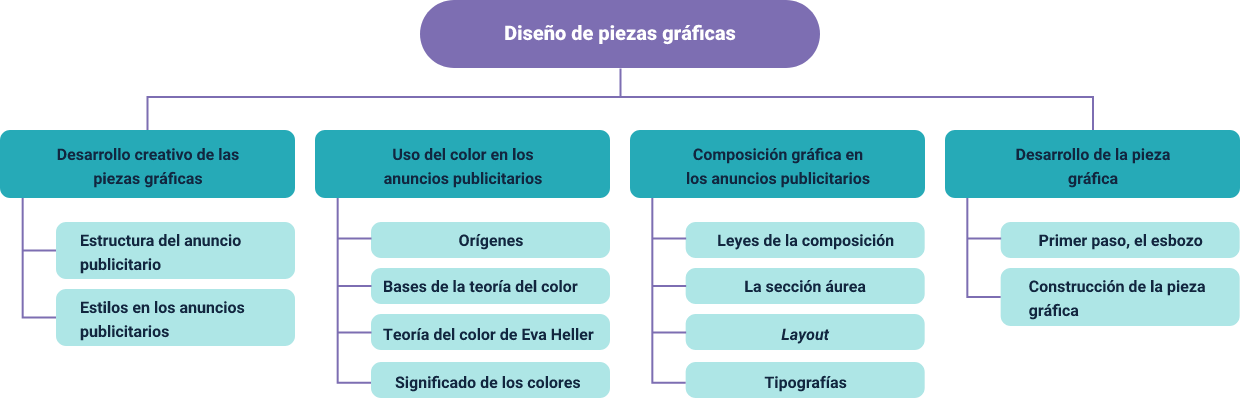 Diseño de piezas gráficas
Desarrollo creativo de las
piezas gráficas
Estructura del anuncio
publicitario
Estilos en los anuncios
publicitarios
Uso del color en los
anuncios publicitarios
Orígenes
Bases de la teoría del color
Teoría del color de Eva Heller
Significado de los colores
Composición gráfica en
los anuncios publicitarios
Leyes de la composición
La sección áurea
Layout
Tipografías
Desarrollo de la pieza
gráfica
Primer paso, el esbozo
Construcción de la pieza
gráfica